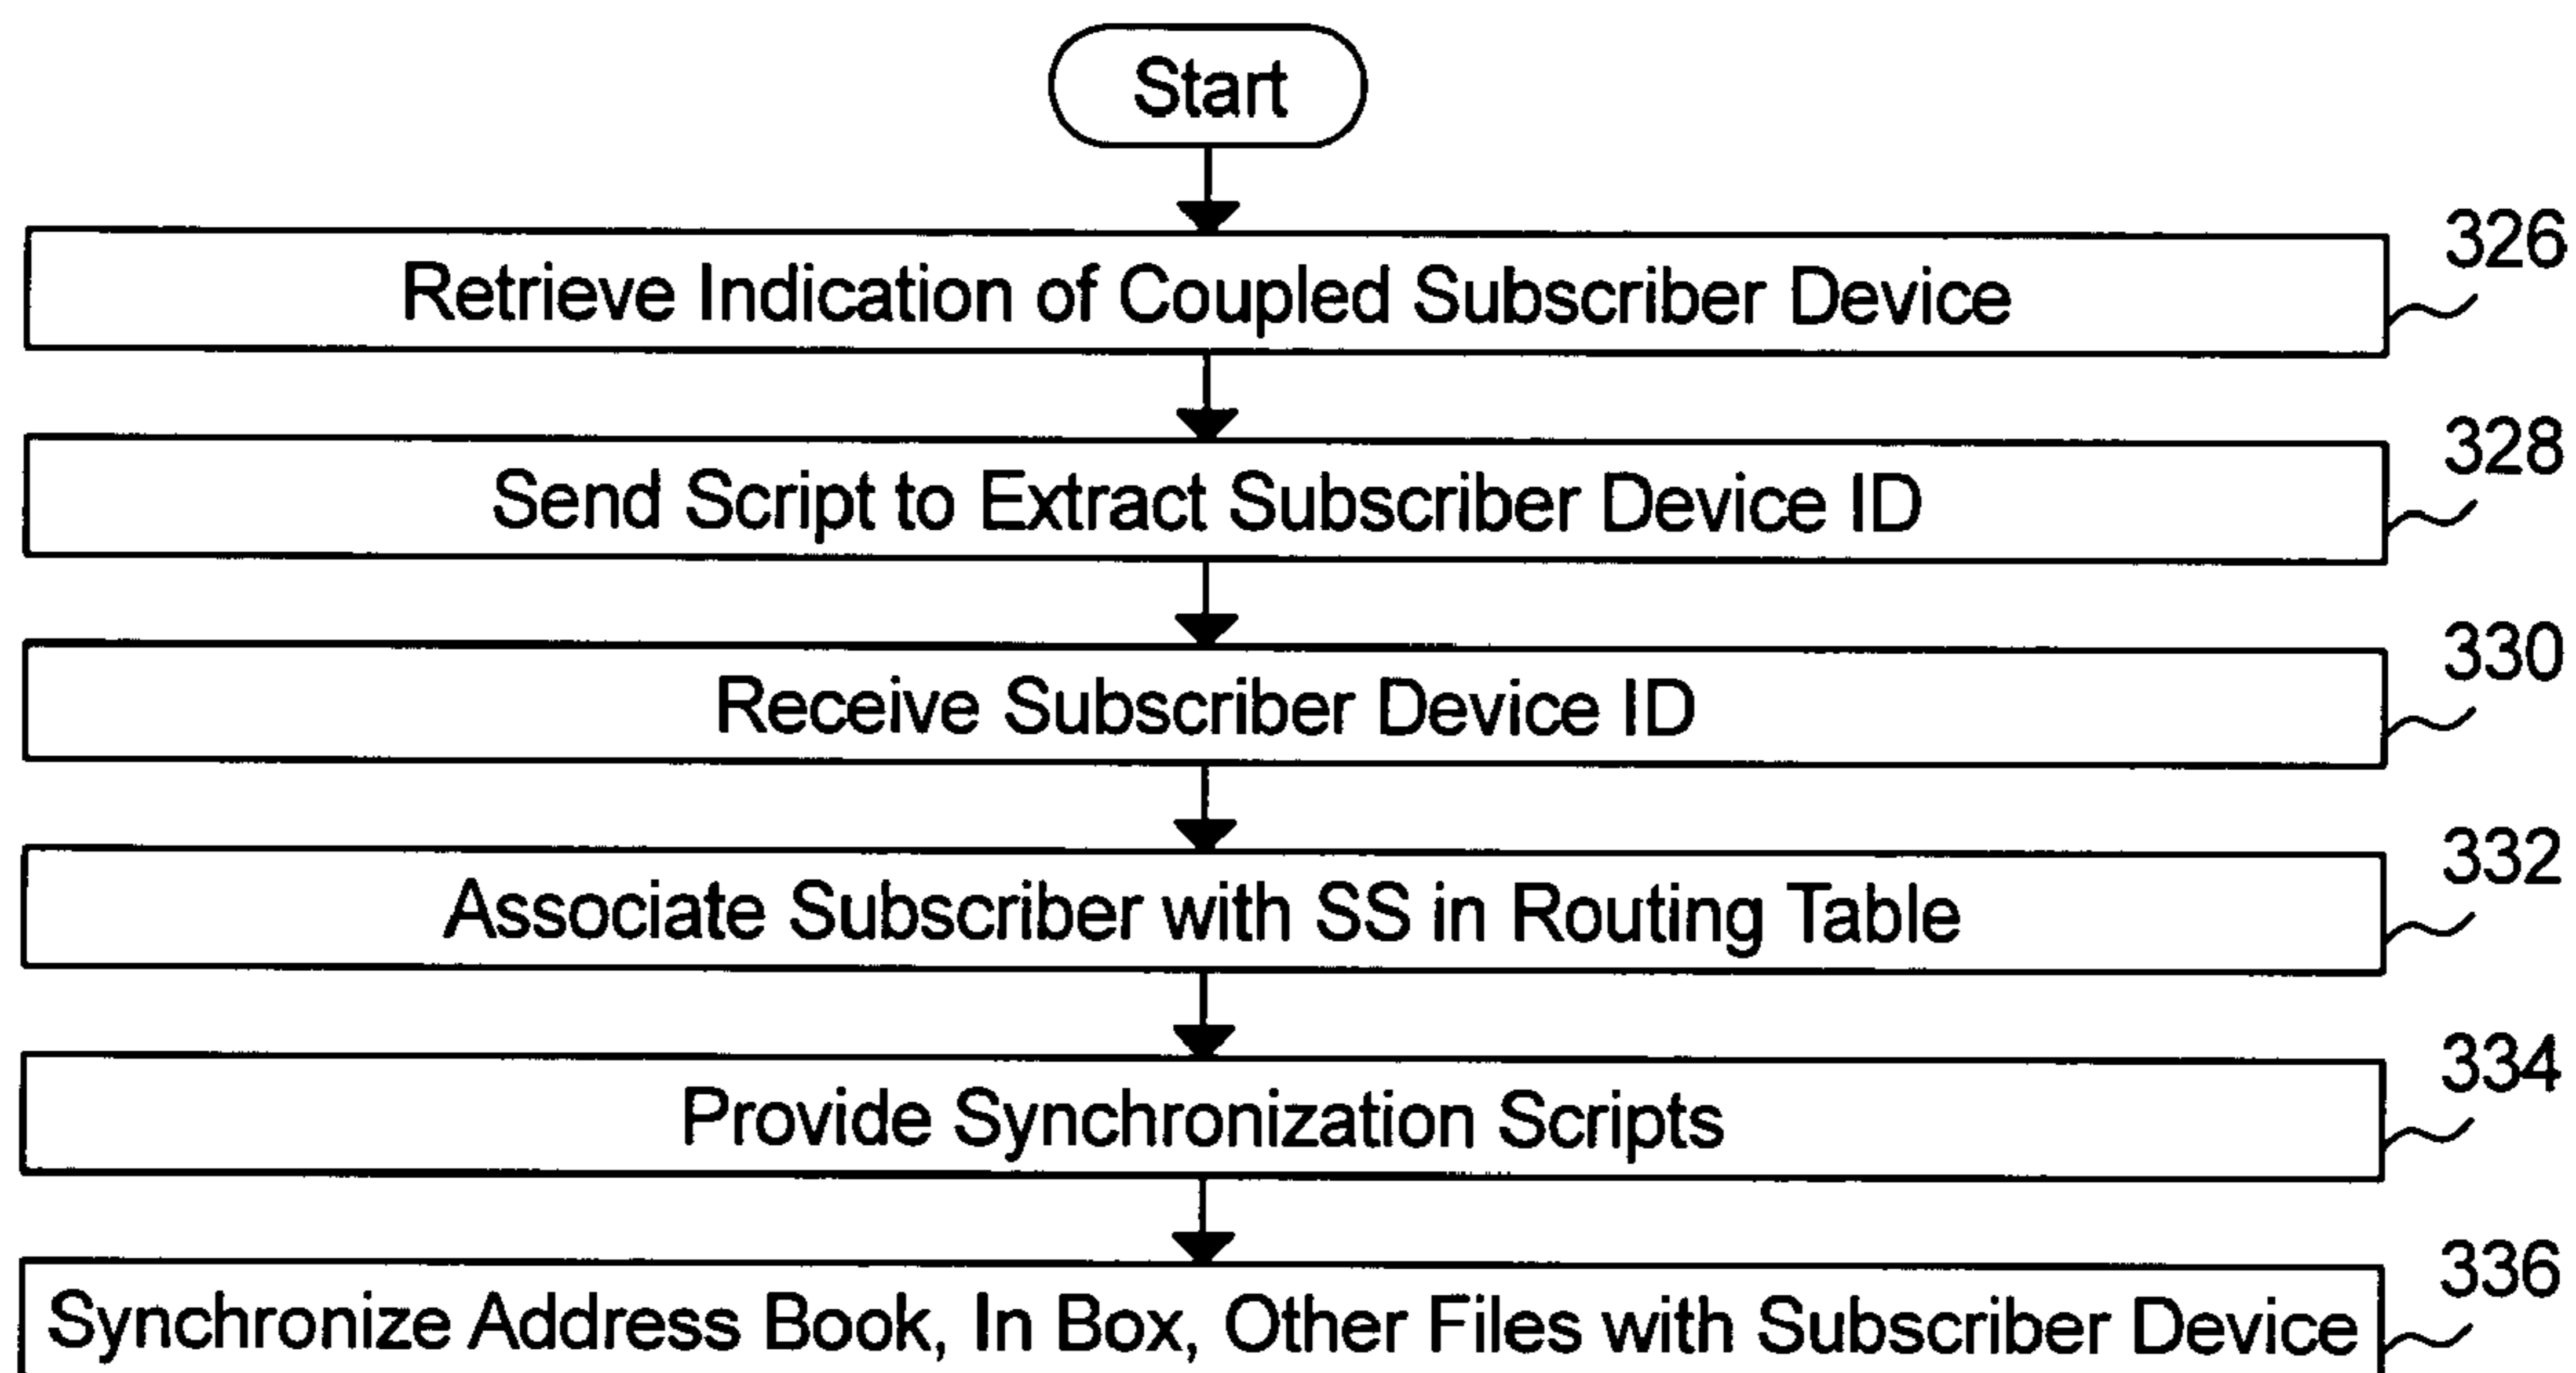 Start
326
Retrieve Indication of Coupled Subscriber Device
328
Send Script to Extract Subscriber Device ID
330
Receive Subscriber Device ID
332
Associate Subscriber with SS in Routing Table
334
Provide Synchronization Scripts
336
Synchronize Address Book, In Box, Other Files with Subscriber Device